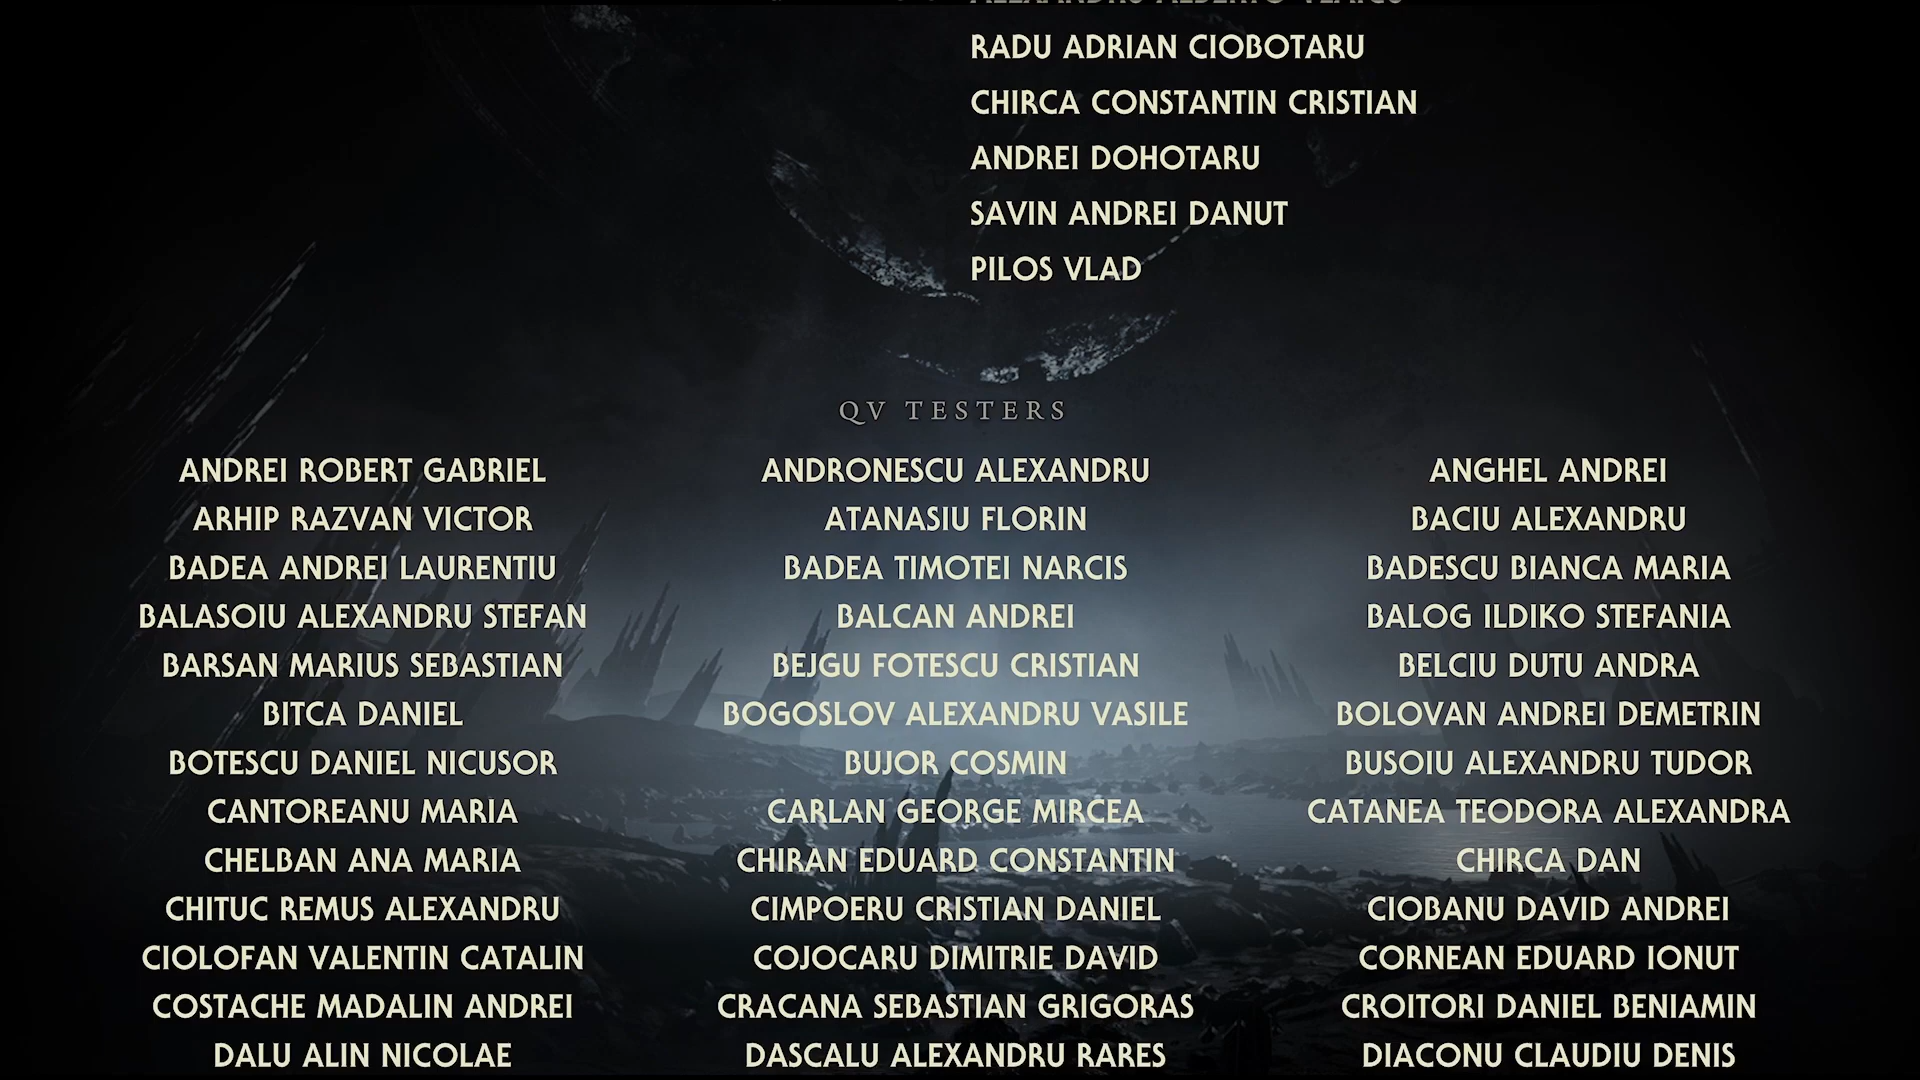 RADU ADRIAN CIOBOTARU
CHIRCA CONSTANTIN CRISTIAN
ANDREI DOHOTARU
SAVIN ANDREI DANUT
PILOS VLAD
QV TESTERS
ANDREI ROBERT GABRIEL ANDRONESCU ALEXANDRU ANGHEL ANDREI
ARHIP RAZVAN VICTOR ATANASIU FLORIN BACIU ALEXANDRU
BADEA ANDREI LAURENTIU BADEA TIMOTEI NARCIS BADESCU BIANCA MARIA
BALASOIU ALEXANDRU STEFAN BALCAN ANDREI BALOG ILDIKO STEFANIA
BARSAN MARIUS SEBASTIAN BEJGU FOTESCU CRISTIAN BELCIU DUTU ANDRA
BITCA DANIEL BOGOSLOV ALEXANDRU VASILE BOLOVAN ANDREI DEMETRIN
BOTESCU DANIEL NICUSOR BUJOR COSMIN BUSOIU ALEXANDRU TUDOR
CANTOREANU MARIA CARLAN GEORGE MIRCEA CATANEA TEODORA ALEXANDRA
CHELBAN ANA MARIA CHIRAN EDUARD CONSTANTIN CHIRCA DAN
CHITUC REMUS ALEXANDRU CIMPOERU CRISTIAN DANIEL CIOBANU DAVID ANDREI
CIOLOFAN VALENTIN CATALIN COJOCARU DIMITRIE DAVID CORNEAN EDUARD IONUT
COSTACHE MADALIN ANDREI CRACANA SEBASTIAN GRIGORAS CROITORI DANIEL BENIAMIN
DALU ALIN NICOLAE DASCALU ALEXANDRU RARES DIACONU CLAUDIU DENIS